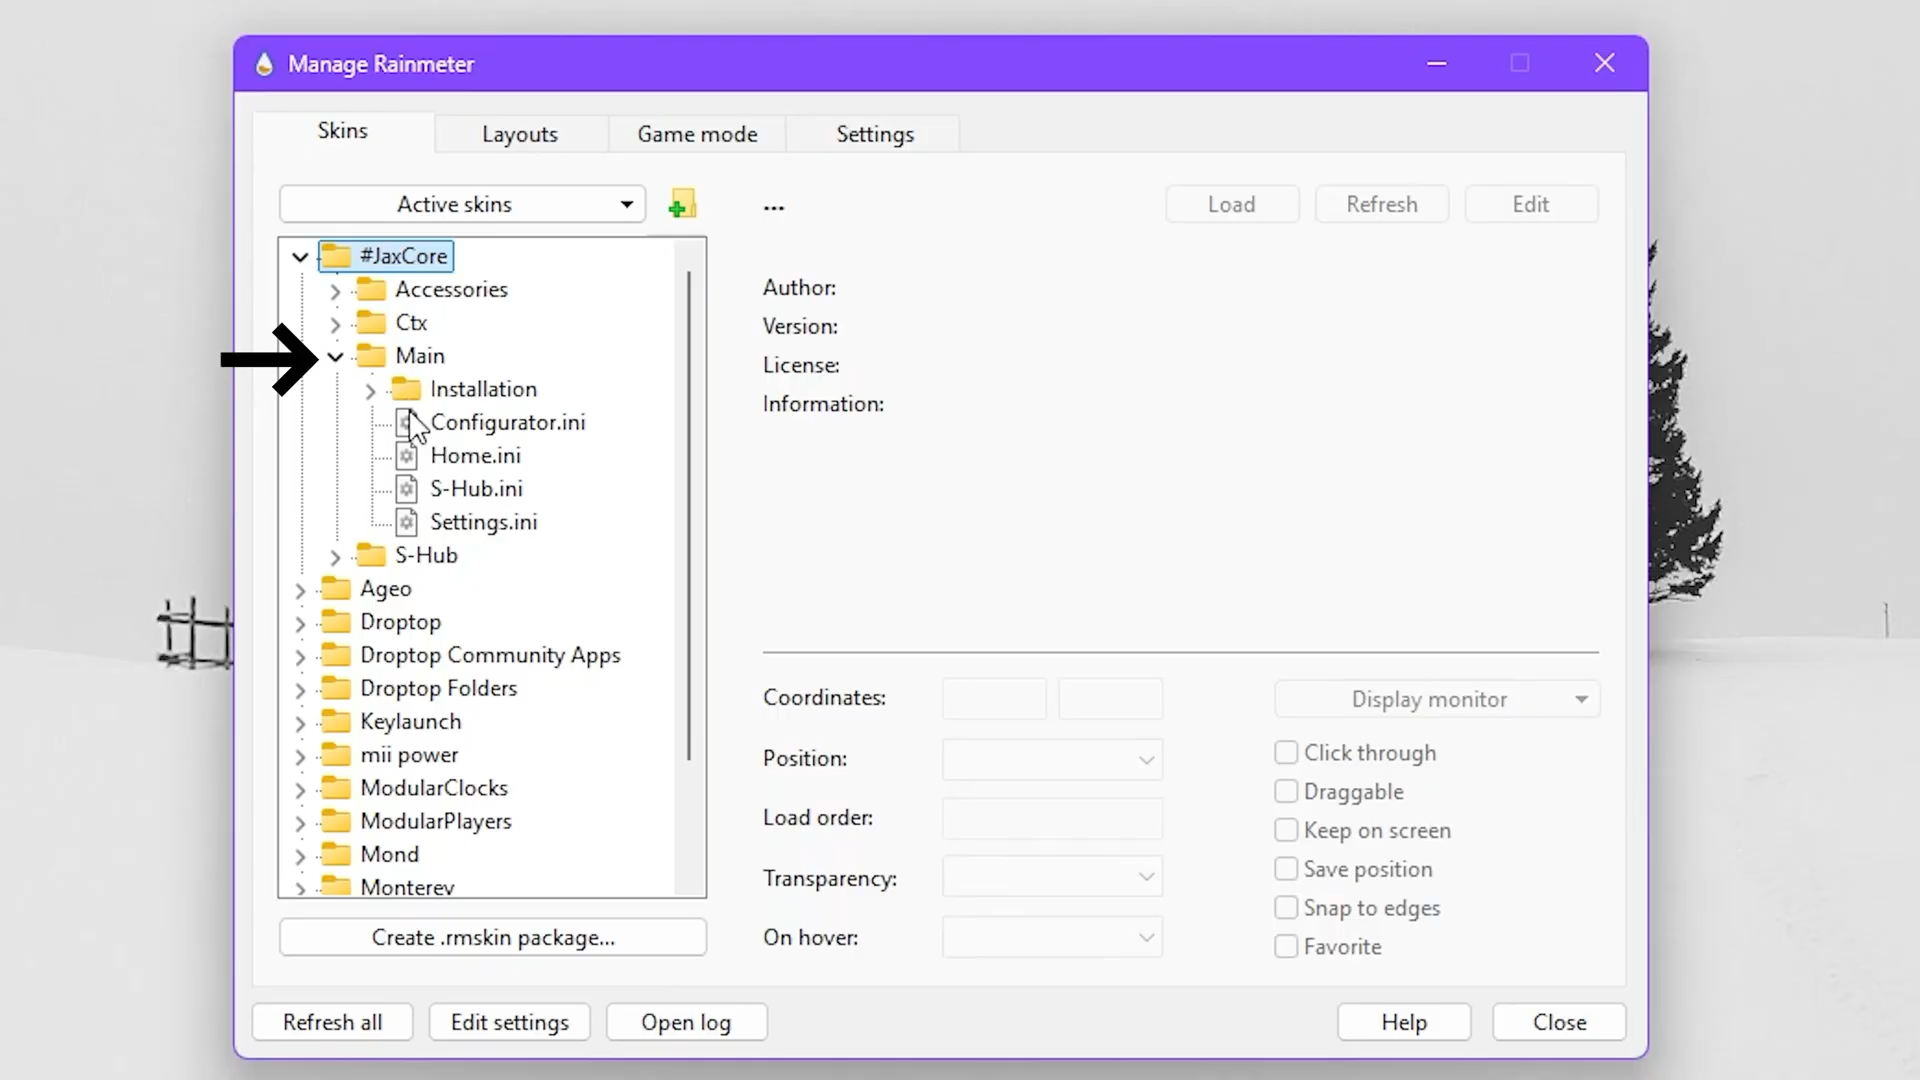 Manage Rainmeter
Skins
Layouts
Game mode
Settings
Active skins
...
Load
Refresh
Edit
#JaxCore
Accessories
Ctx
Main
Installation
Configurator.ini
Home.ini
S-Hub.ini
Settings.ini
S-Hub
Ageo
Droptop
Droptop Community Apps
Droptop Folders
Keylaunch
mii power
ModularClocks
ModularPlayers
Mond
Monterey
Create .rmskin package...
Author:
Version:
License:
Information:
Coordinates:
Position:
Load order:
Transparency:
On hover:
Display monitor
Click through
Draggable
Keep on screen
Save position
Snap to edges
Favorite
Refresh all
Edit settings
Open log
Help
Close